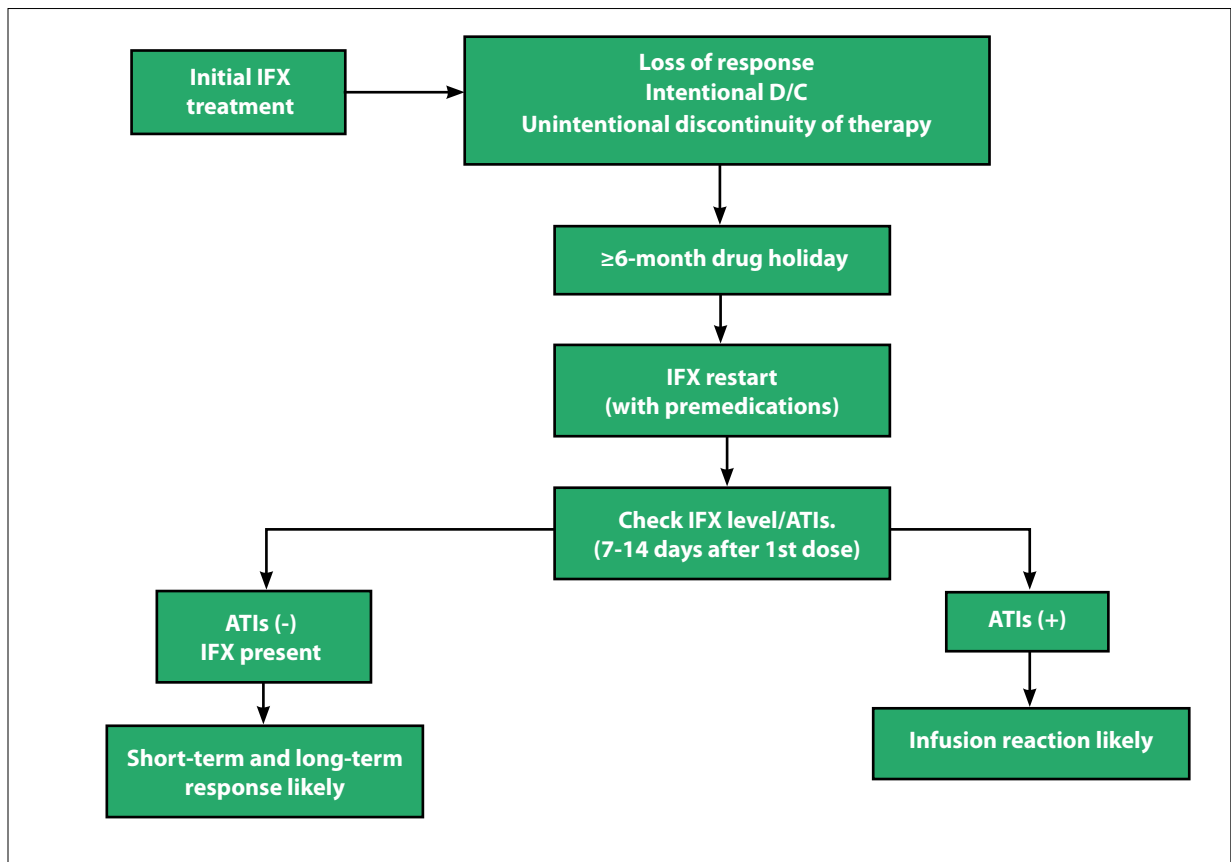 Initial IFX
treatment
Loss of response
Intentional D/C
Unintentional discontinuity of therapy
≥6-month drug holiday
IFX restart
(with premedications)
Check IFX level/ATIs.
(7-14 days after 1st dose)
ATIs (-)
IFX present
ATIs (+)
Short-term and long-term
response likely
Infusion reaction likely